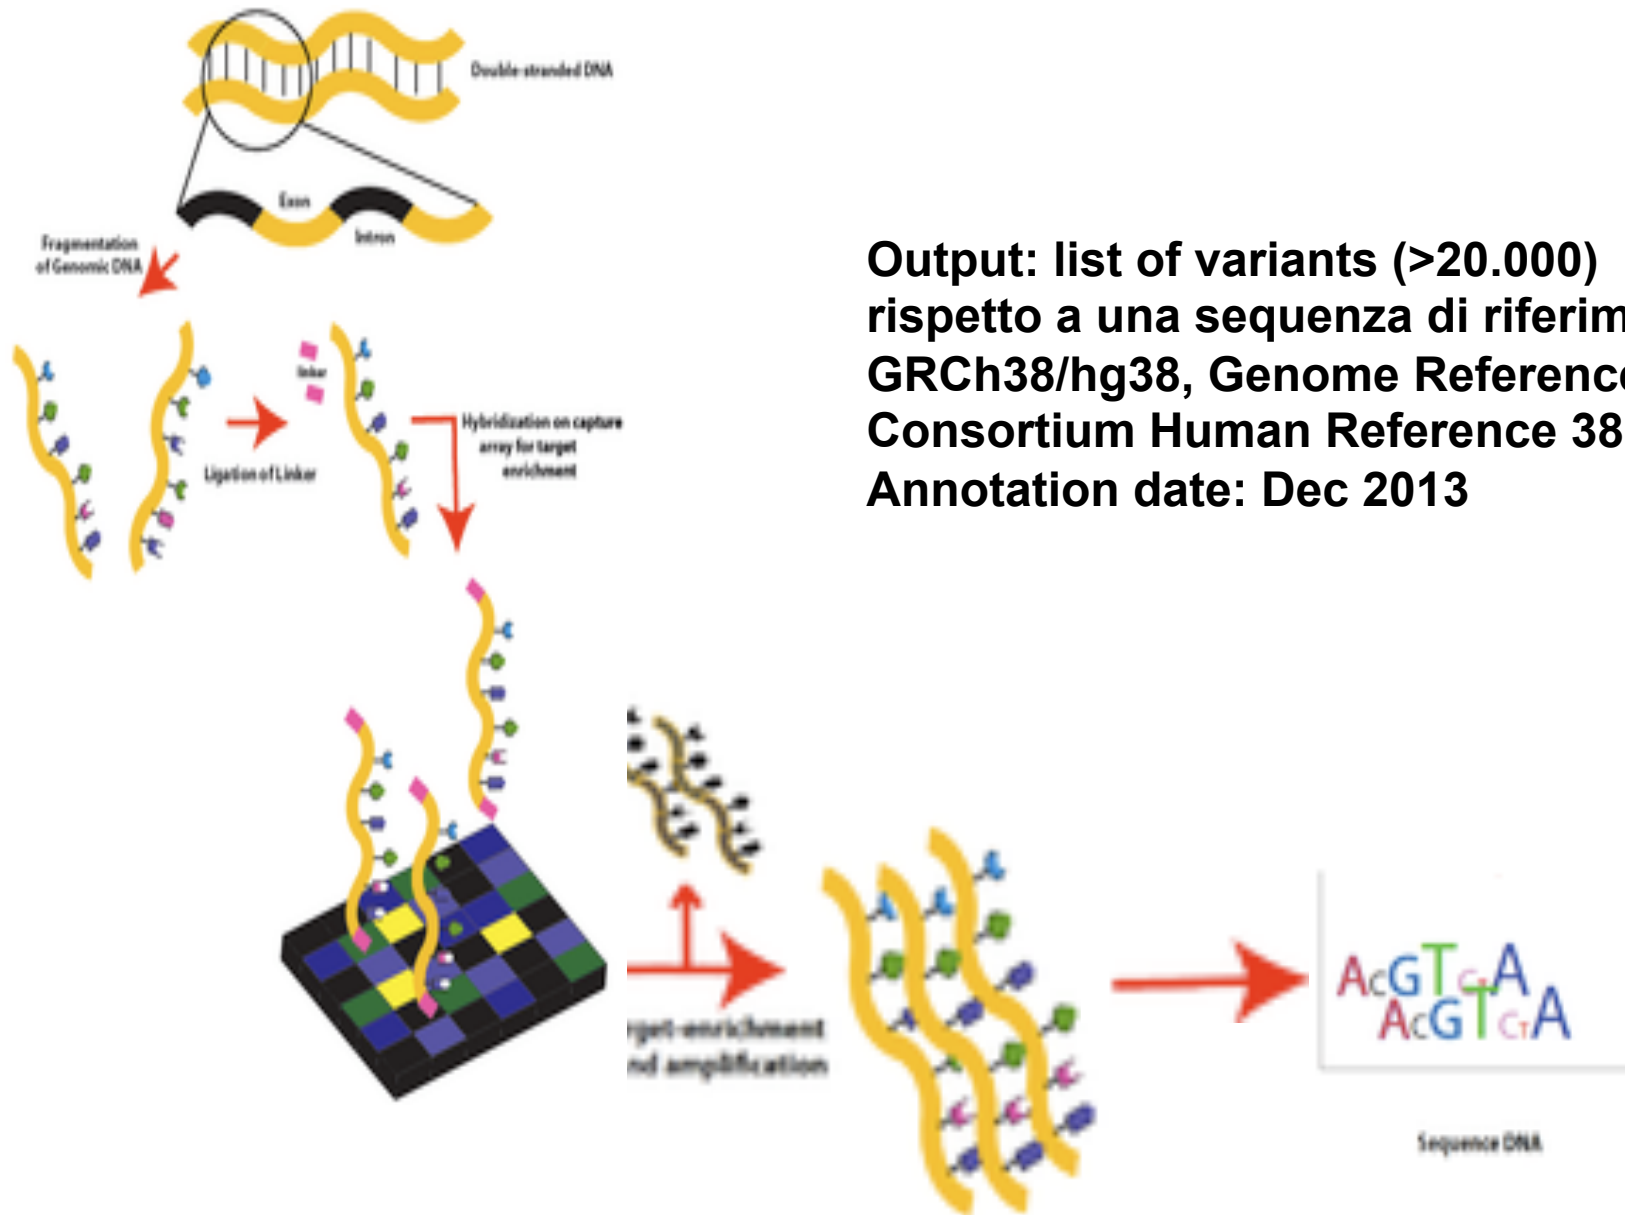 Double-stranded DNA
Exon
Intron
Fragmentation
of Genomic DNA
linker
Ligation of Linker
Hybridization on capture
array for target
enrichment
Output: list of variants (>20.000)
rispetto a una sequenza di riferim
GRCh38/hg38, Genome Reference
Consortium Human Reference 38
Annotation date: Dec 2013
rget-enrichment
nd amplification
ACGTCTA
ACGTCTA
Sequence DNA